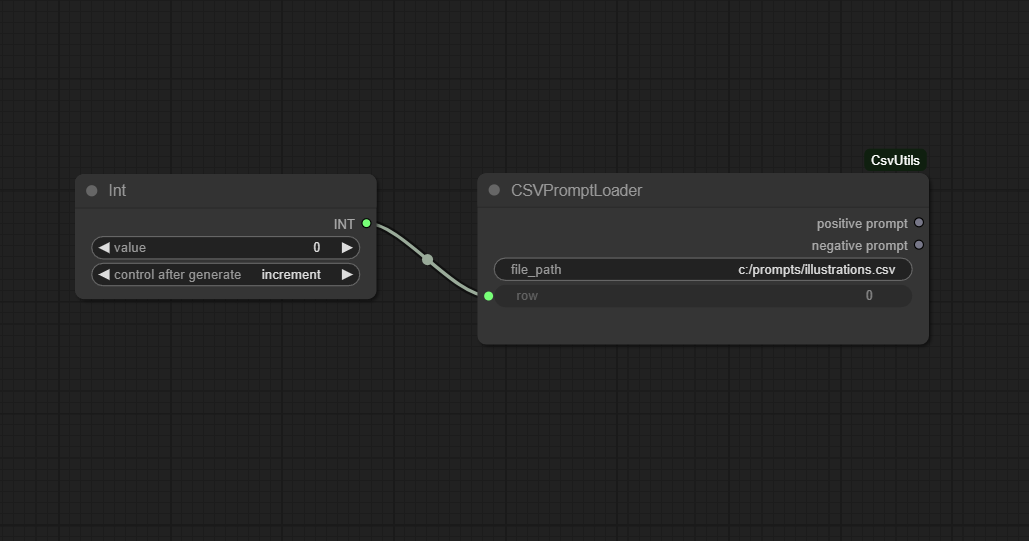 CsvUtils
Int
CSVPromptLoader
INT
positive prompt
value 0
negative prompt
control after generate increment
file_path c:/prompts/illustrations.csv
row 0